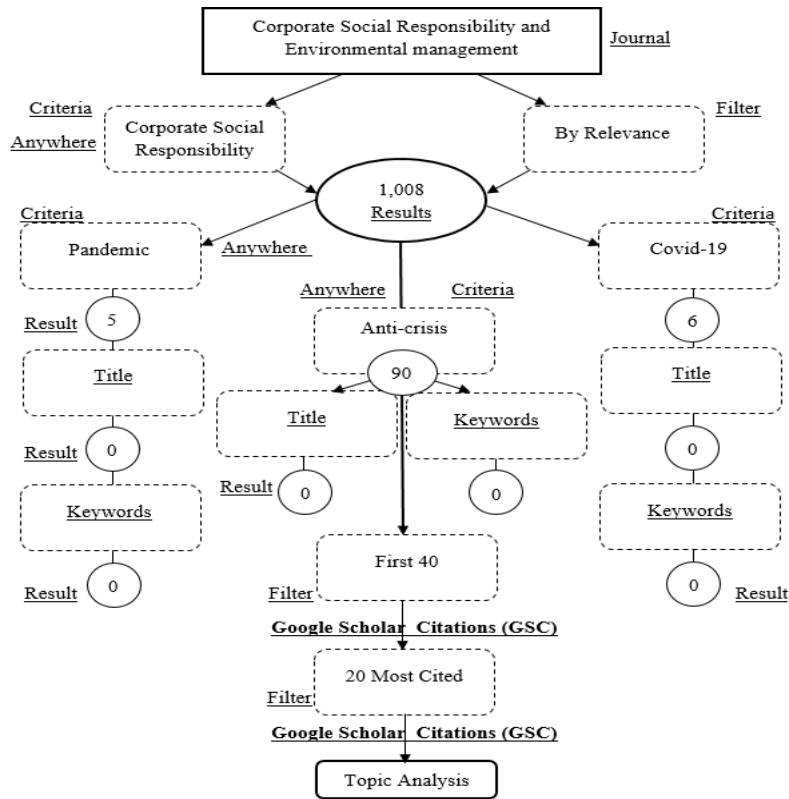 Corporate Social Responsibility and
Environmental management
Journal
Criteria
Anywhere
Corporate Social
Responsibility
By Relevance
Filter
1,008
Results
Criteria
Pandemic
Anywhere
Criteria
Covid-19
Anywhere
Criteria
Result
5
Anti-crisis
6
90
Title
Title
Keywords
Title
Result
0
Result
0
0
0
Keywords
Keywords
First 40
Result
0
Filter
0
Result
Google Scholar Citations (GSC)
20 Most Cited
Filter
Google Scholar Citations (GSC)
Topic Analysis